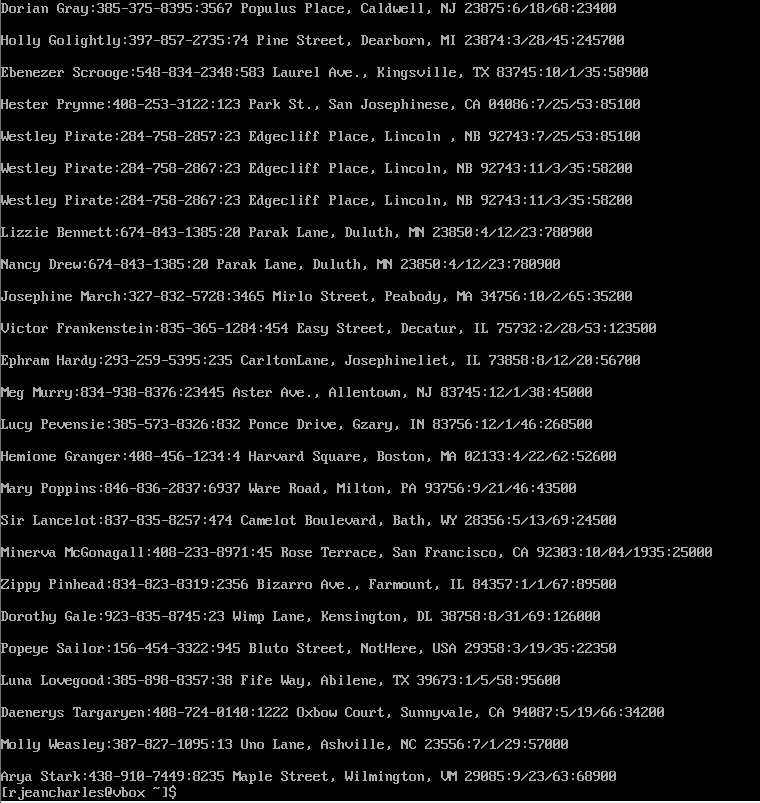 Dorian Gray:385-375-8395:3567 Populus Place, Caldwell, NJ 23875:6/18/68:23400
Holly Golightly:397-857-2735:74 Pine Street, Dearborn, MI 23874:3/28/45:245700
Ebenezer Scrooge:548-834-2348:583 Laurel Ave., Kingsville, TX 83745:10/1/35:58900
Hester Prynne:408-253-3122:123 Park St., San Josephinese, CA 04086:7/25/53:85100
Westley Pirate:284-758-2857:23 Edgecliff Place, Lincoln , NB 92743:7/25/53:85100
Westley Pirate:284-758-2867:23 Edgecliff Place, Lincoln, NB 92743:11/3/35:58200
Westley Pirate:284-758-2867:23 Edgecliff Place, Lincoln, NB 92743:11/3/35:58200
Lizzie Bennett:674-843-1385:20 Parak Lane, Duluth, MN 23850:4/12/23:780900
Nancy Drew:674-843-1385:20 Parak Lane, Duluth, MN 23850:4/12/23:780900
Josephine March:327-832-5728:3465 Mirlo Street, Peabody, MA 34756:10/2/65:35200
Victor Frankenstein:835-365-1284:454 Easy Street, Decatur, IL 75732:2/28/53:123500
Ephram Hardy:293-259-5395:235 CarltonLane, Josephineliet, IL 73858:8/12/20:56700
Meg Murry:834-938-8376:23445 Aster Ave., Allentown, NJ 83745:12/1/38:45000
Lucy Pevensie:385-573-8326:832 Ponce Drive, Gzary, IN 83756:12/1/46:268500
Hemione Granger:408-456-1234:4 Harvard Square, Boston, MA 02133:4/22/62:52600
Mary Poppins:846-836-2837:6937 Ware Road, Milton, PA 93756:9/21/46:43500
Sir Lancelot:837-835-8257:474 Camelot Boulevard, Bath, WY 28356:5/13/69:24500
Minerva McGonagall:408-233-8971:45 Rose Terrace, San Francisco, CA 92303:10/04/1935:25000
Zippy Pinhead:834-823-8319:2356 Bizarro Ave., Farmount, IL 84357:1/1/67:89500
Dorothy Gale:923-835-8745:23 Wimp Lane, Kensington, DL 38758:8/31/69:126000
Popeye Sailor:156-454-3322:945 Bluto Street, NotHere, USA 29358:3/19/35:22350
Luna Lovegood:385-898-8357:38 Fife Way, Abilene, TX 39673:1/5/58:95600
Daenerys Targaryen:408-724-0140:1222 Oxbow Court, Sunnyvale, CA 94087:5/19/66:34200
Molly Weasley:387-827-1095:13 Uno Lane, Ashville, NC 23556:7/1/29:57000
Arya Stark:438-910-7449:8235 Maple Street, Wilmington, VM 29085:9/23/63:68900
[rjeancharles@vbox ~]$